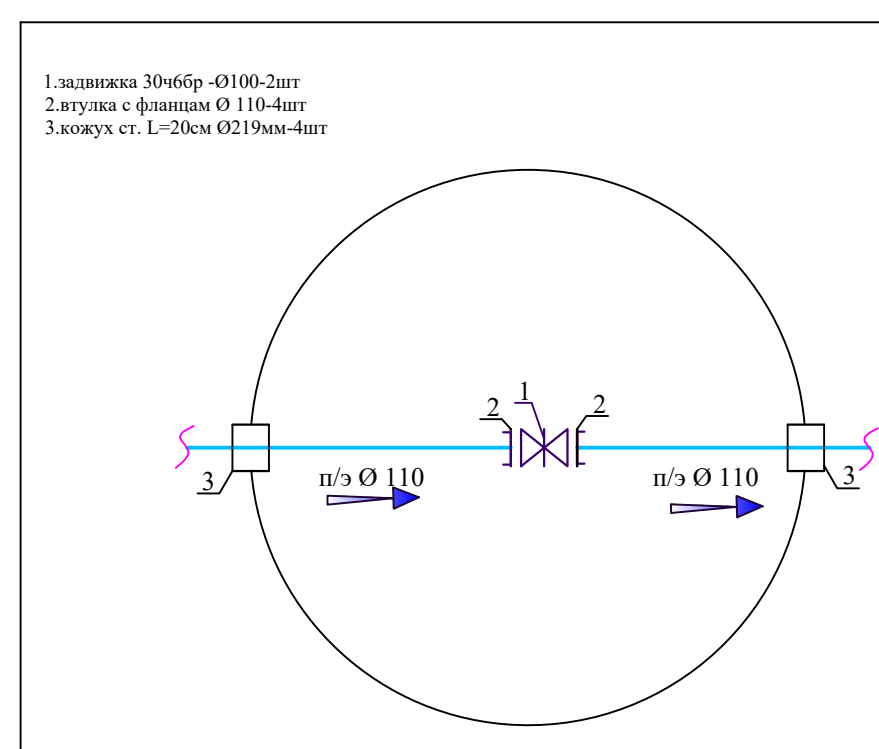 1.задвижка 30ч6бр -Ø100-2шт
2.втулка с фланцам Ø 110-4шт
3.кожух ст. L=20см Ø219мм-4шт
1
2
2
3
п/э Ø 110
п/э Ø 110
3